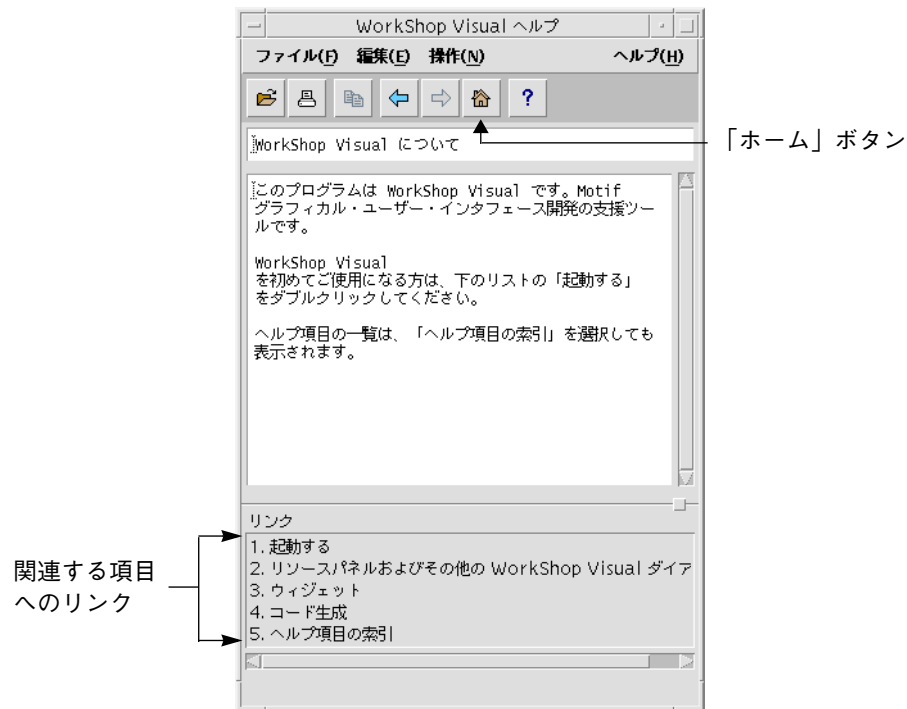 WorkShop Visual ヘルプ
ファイル(F) 編集(E) 操作(N) ヘルプ(H)
?
「ホーム」ボタン
WorkShop Visual について
このプログラムは WorkShop Visual です。Motif
グラフィカル・ユーザー・インタフェース開発の支援ツー
ルです。
WorkShop Visual
を初めてご使用になる方は、下のリストの「起動する」
をダブルクリックしてください。
ヘルプ項目の一覧は、「ヘルプ項目の索引」を選択しても
表示されます。
リンク
1. 起動する
2. リソースパネルおよびその他の WorkShop Visual ダイア
3. ウィジェット
4. コード生成
5. ヘルプ項目の索引
関連する項目
へのリンク